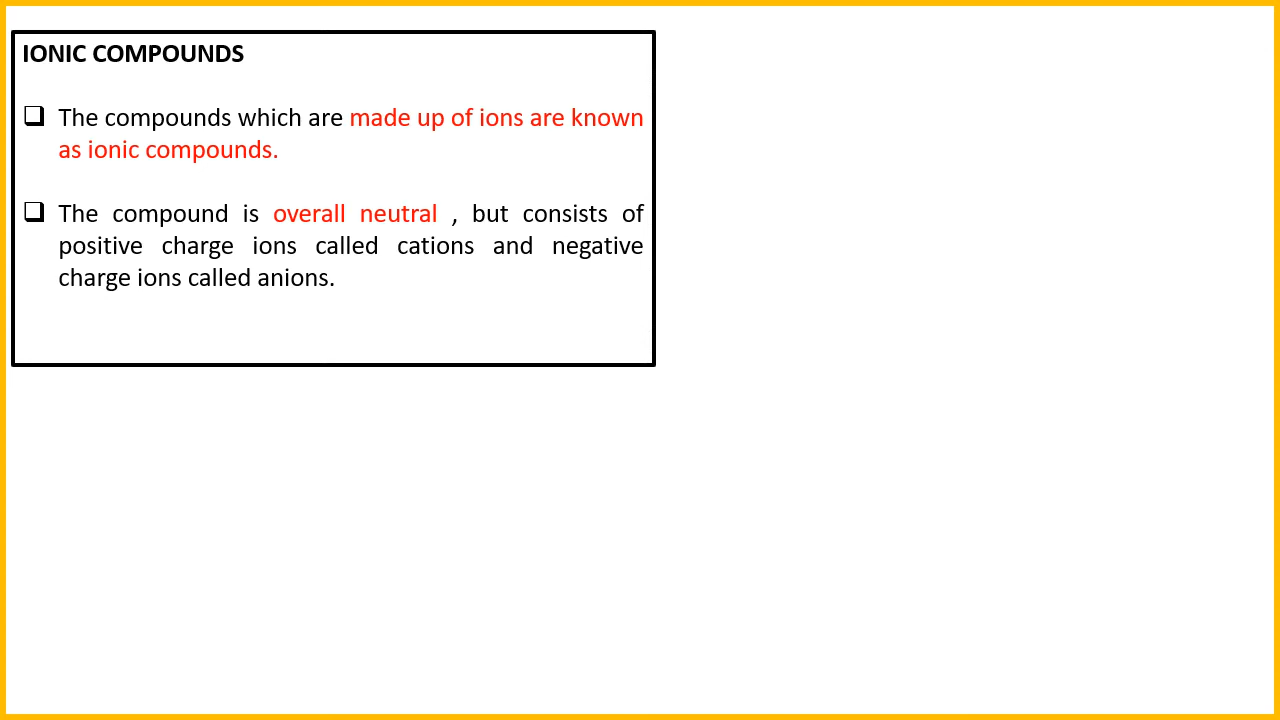 IONIC COMPOUNDS
❑ The compounds which are made up of ions are known
as ionic compounds.
❑ The compound is overall neutral , but consists of
positive charge ions called cations and negative
charge ions called anions.